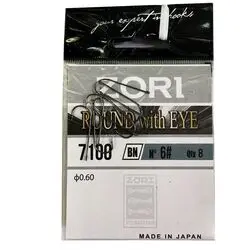 your expert in hooks
ZORI
ROUND with EYE
7100 BN Nº 6# Qty 8
φ0.60
MADE IN JAPAN